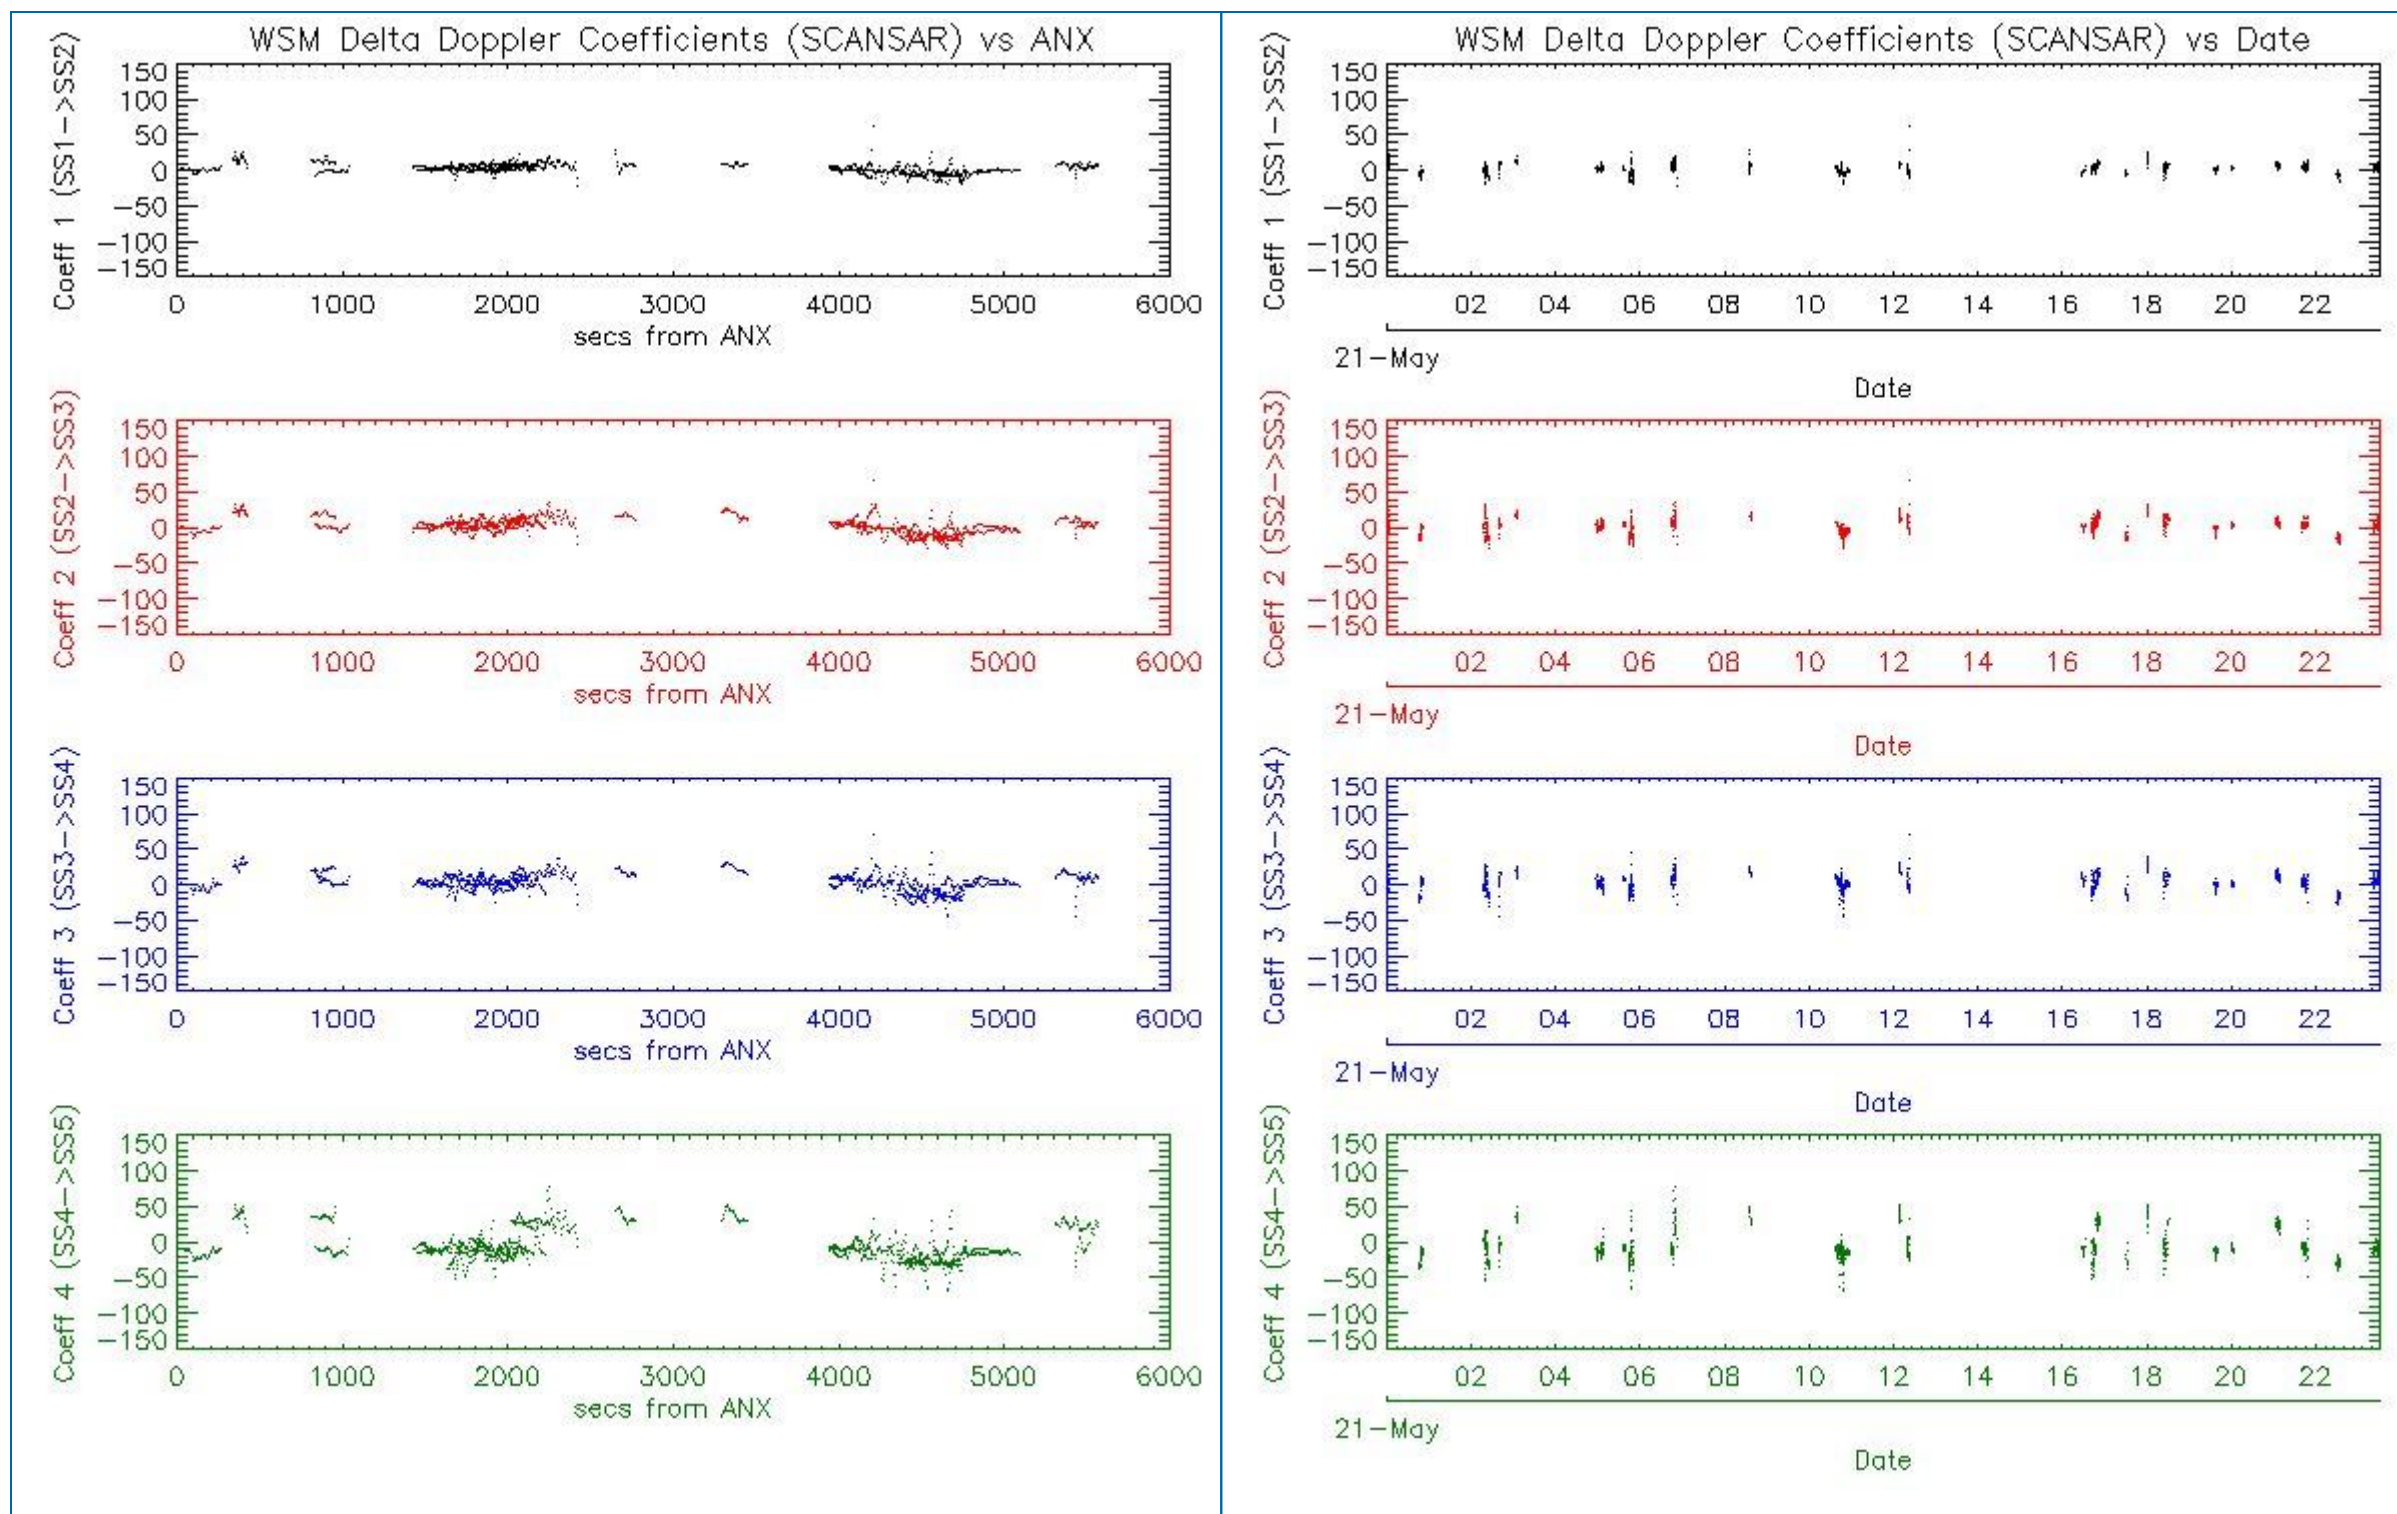 WSM Delta Doppler Coefficients (SCANSAR) vs ANX
Coeff 1 (SS1->SS2)
150
100
50
0
-50
-100
-150
0 1000 2000 3000 4000 5000 6000
secs from ANX
Coeff 2 (SS2->SS3)
150
100
50
0
-50
-100
-150
0 1000 2000 3000 4000 5000 6000
secs from ANX
Coeff 3 (SS3->SS4)
150
100
50
0
-50
-100
-150
0 1000 2000 3000 4000 5000 6000
secs from ANX
Coeff 4 (SS4->SS5)
150
100
50
0
-50
-100
-150
0 1000 2000 3000 4000 5000 6000
secs from ANX
WSM Delta Doppler Coefficients (SCANSAR) vs Date
Coeff 1 (SS1->SS2)
150
100
50
0
-50
-100
-150
02 04 06 08 10 12 14 16 18 20 22
21-May
Date
Coeff 2 (SS2->SS3)
150
100
50
0
-50
-100
-150
02 04 06 08 10 12 14 16 18 20 22
21-May
Date
Coeff 3 (SS3->SS4)
150
100
50
0
-50
-100
-150
02 04 06 08 10 12 14 16 18 20 22
21-May
Date
Coeff 4 (SS4->SS5)
150
100
50
0
-50
-100
-150
02 04 06 08 10 12 14 16 18 20 22
21-May
Date